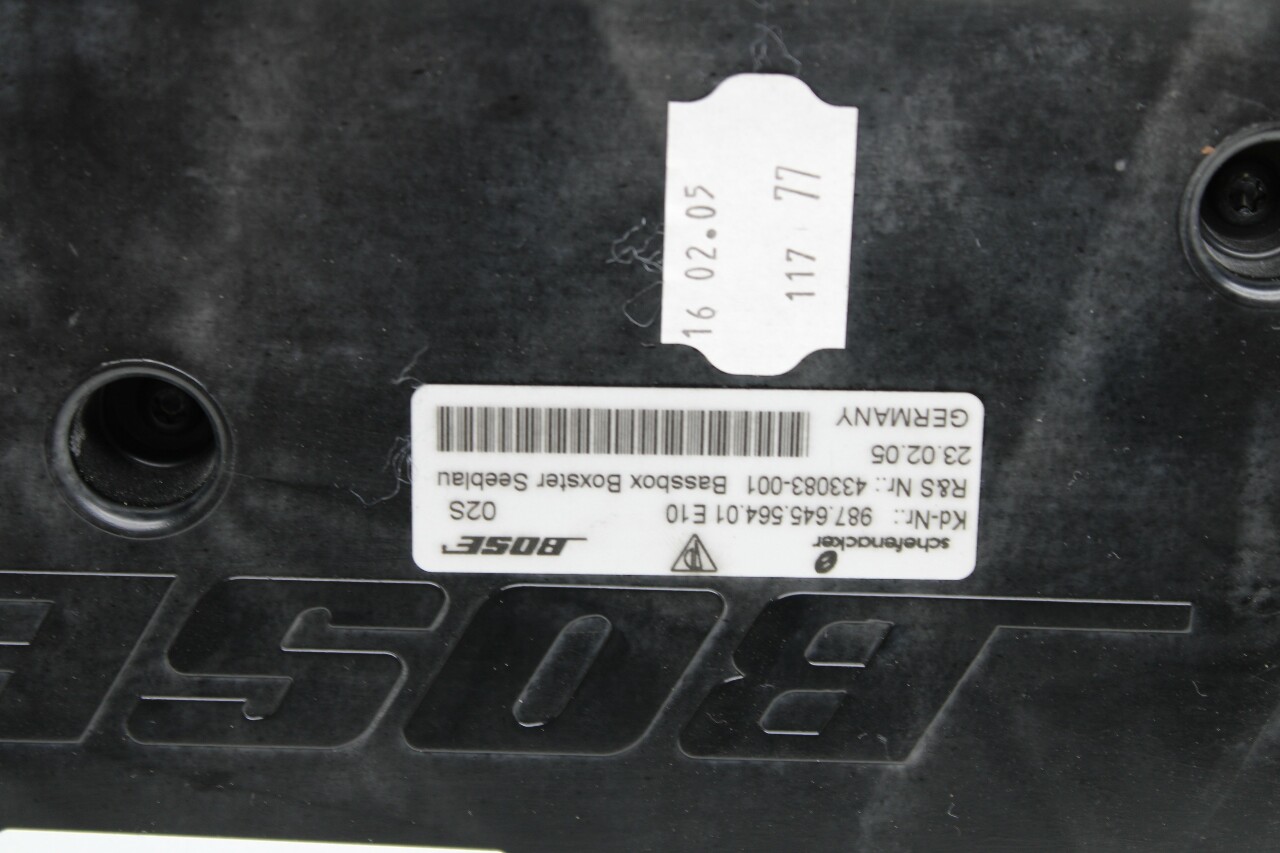 16 02.05
117 77
schefenacker
BOSE
Kd-Nr.: 987.645.564.01 E10 02S
R&S Nr.: 433083-001 Bassbox Boxster Seeblau
23.02.05
GERMANY
BOSE